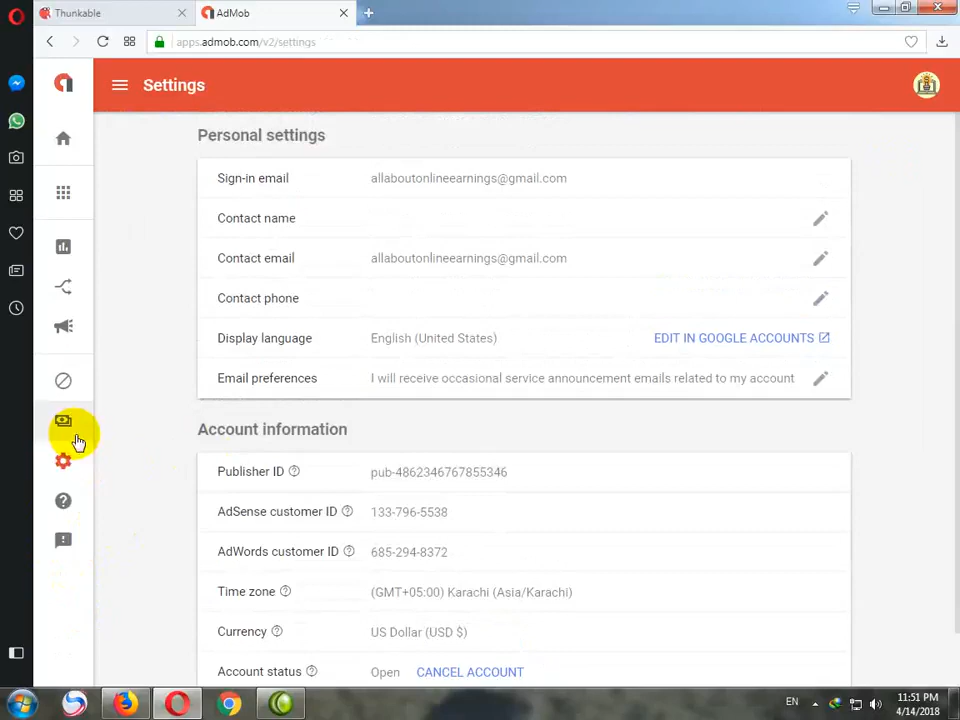 Thunkable
AdMob
apps.admob.com/v2/settings
Settings
Personal settings
Sign-in email allaboutonlineearnings@gmail.com
Contact name
Contact email allaboutonlineearnings@gmail.com
Contact phone
Display language English (United States) EDIT IN GOOGLE ACCOUNTS
Email preferences I will receive occasional service announcement emails related to my account
Account information
Publisher ID pub-4862346767855346
AdSense customer ID 133-796-5538
AdWords customer ID 685-294-8372
Time zone (GMT+05:00) Karachi (Asia/Karachi)
Currency US Dollar (USD $)
Account status Open CANCEL ACCOUNT
EN 11:51 PM
4/14/2018